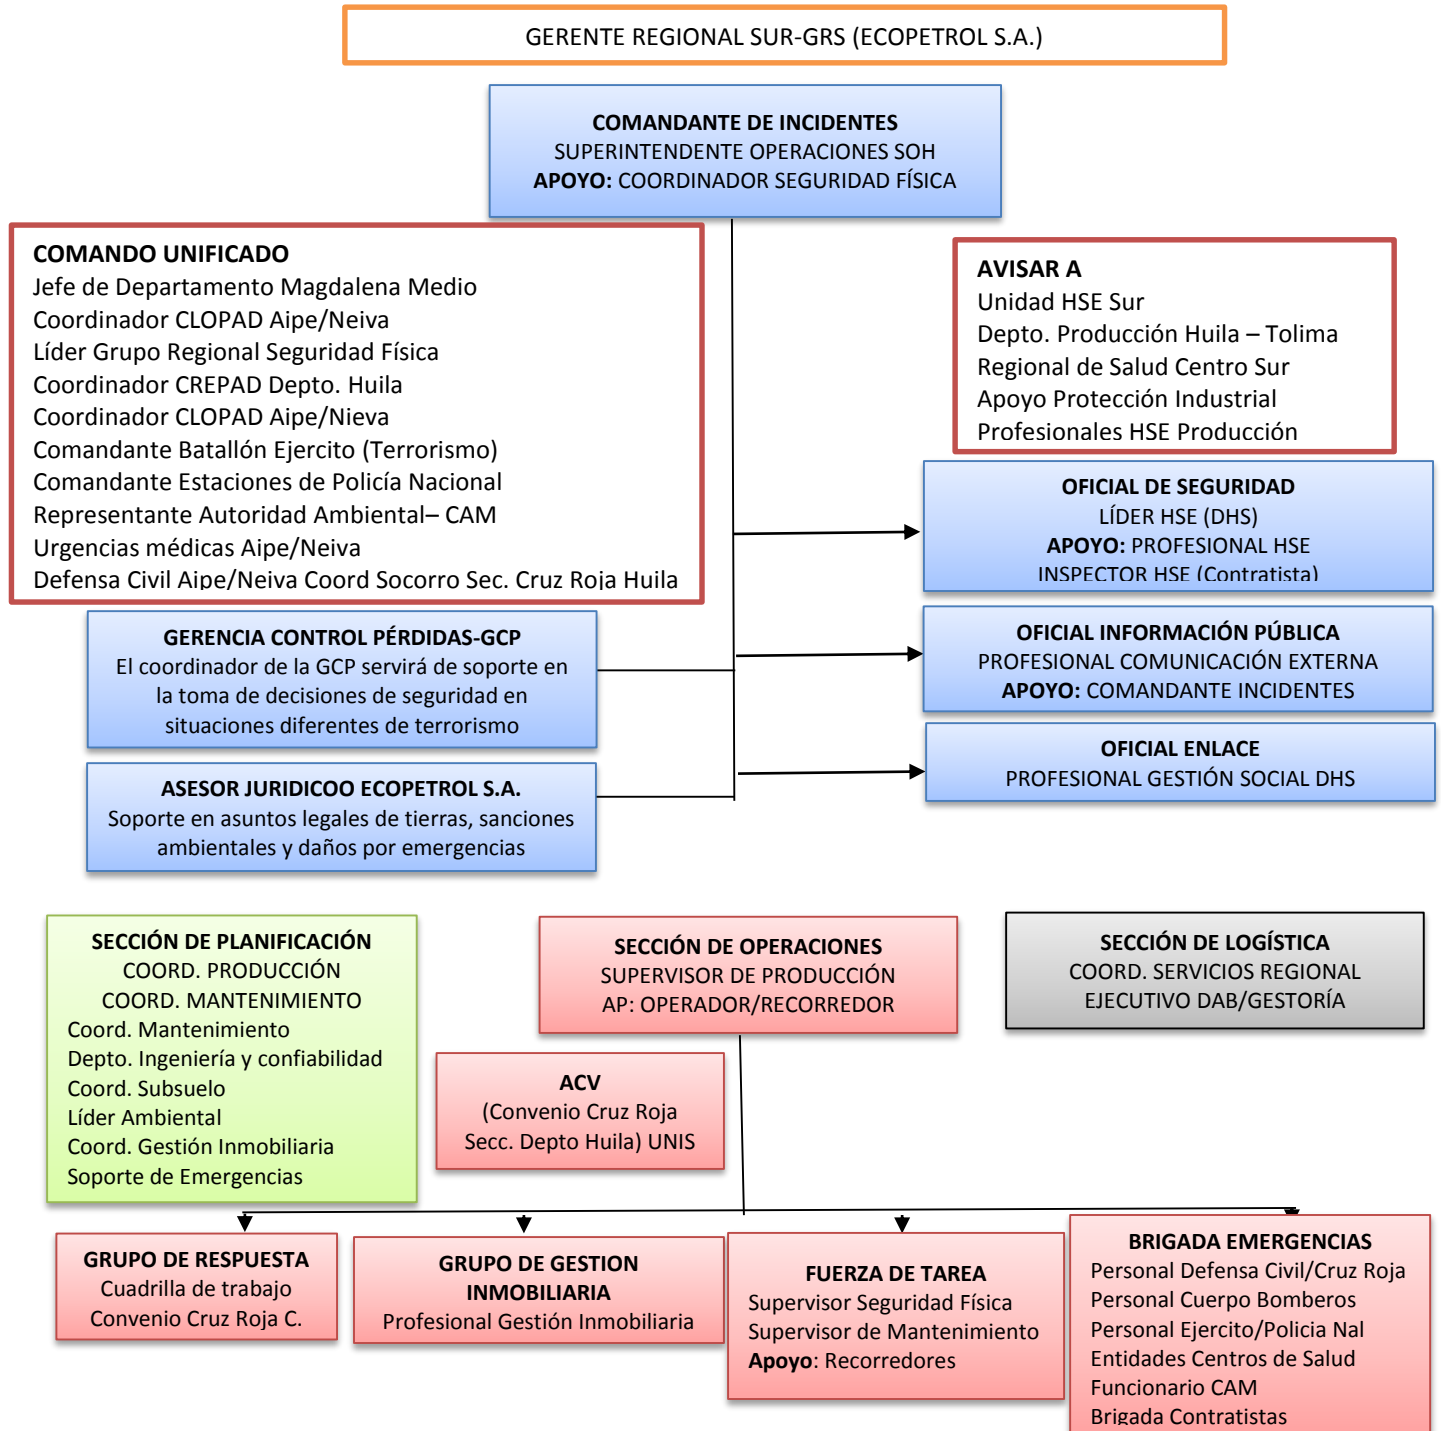 GERENTE REGIONAL SUR-GRS (ECOPETROL S.A.)
COMANDANTE DE INCIDENTES
SUPERINTENDENTE OPERACIONES SOH
APOYO: COORDINADOR SEGURIDAD FÍSICA
COMANDO UNIFICADO
Jefe de Departamento Magdalena Medio
Coordinador CLOPAD Aipe/Neiva
Líder Grupo Regional Seguridad Física
Coordinador CREPAD Depto. Huila
Coordinador CLOPAD Aipe/Nieva
Comandante Batallón Ejercito (Terrorismo)
Comandante Estaciones de Policía Nacional
Representante Autoridad Ambiental– CAM
Urgencias médicas Aipe/Neiva
Defensa Civil Aipe/Neiva Coord Socorro Sec. Cruz Roja Huila
AVISAR A
Unidad HSE Sur
Depto. Producción Huila – Tolima
Regional de Salud Centro Sur
Apoyo Protección Industrial
Profesionales HSE Producción
OFICIAL DE SEGURIDAD
LÍDER HSE (DHS)
APOYO: PROFESIONAL HSE
INSPECTOR HSE (Contratista)
GERENCIA CONTROL PÉRDIDAS-GCP
El coordinador de la GCP servirá de soporte en
la toma de decisiones de seguridad en
situaciones diferentes de terrorismo
OFICIAL INFORMACIÓN PÚBLICA
PROFESIONAL COMUNICACIÓN EXTERNA
APOYO: COMANDANTE INCIDENTES
OFICIAL ENLACE
PROFESIONAL GESTIÓN SOCIAL DHS
ASESOR JURIDICOO ECOPETROL S.A.
Soporte en asuntos legales de tierras, sanciones
ambientales y daños por emergencias
SECCIÓN DE PLANIFICACIÓN
COORD. PRODUCCIÓN
COORD. MANTENIMIENTO
Coord. Mantenimiento
Depto. Ingeniería y confiabilidad
Coord. Subsuelo
Líder Ambiental
Coord. Gestión Inmobiliaria
Soporte de Emergencias
SECCIÓN DE OPERACIONES
SUPERVISOR DE PRODUCCIÓN
AP: OPERADOR/RECORREDOR
SECCIÓN DE LOGÍSTICA
COORD. SERVICIOS REGIONAL
EJECUTIVO DAB/GESTORÍA
ACV
(Convenio Cruz Roja
Secc. Depto Huila) UNIS
GRUPO DE RESPUESTA
Cuadrilla de trabajo
Convenio Cruz Roja C.
GRUPO DE GESTION
INMOBILIARIA
Profesional Gestión Inmobiliaria
FUERZA DE TAREA
Supervisor Seguridad Física
Supervisor de Mantenimiento
Apoyo: Recorredores
BRIGADA EMERGENCIAS
Personal Defensa Civil/Cruz Roja
Personal Cuerpo Bomberos
Personal Ejercito/Policia Nal
Entidades Centros de Salud
Funcionario CAM
Brigada Contratistas